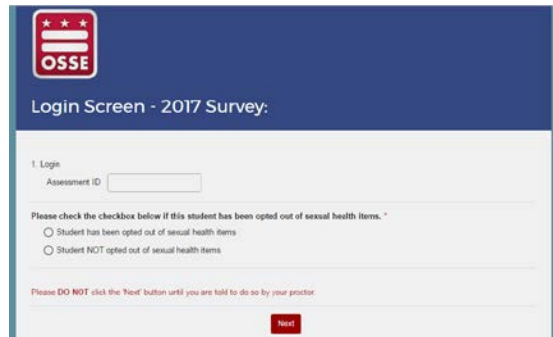 OSSE
Login Screen - 2017 Survey:
1. Login
Assessment ID
Please check the checkbox below if this student has been opted out of sexual health items. *
Student has been opted out of sexual health items
Student NOT opted out of sexual health items
Please DO NOT click the 'Next' button until you are told to do so by your proctor.
Next